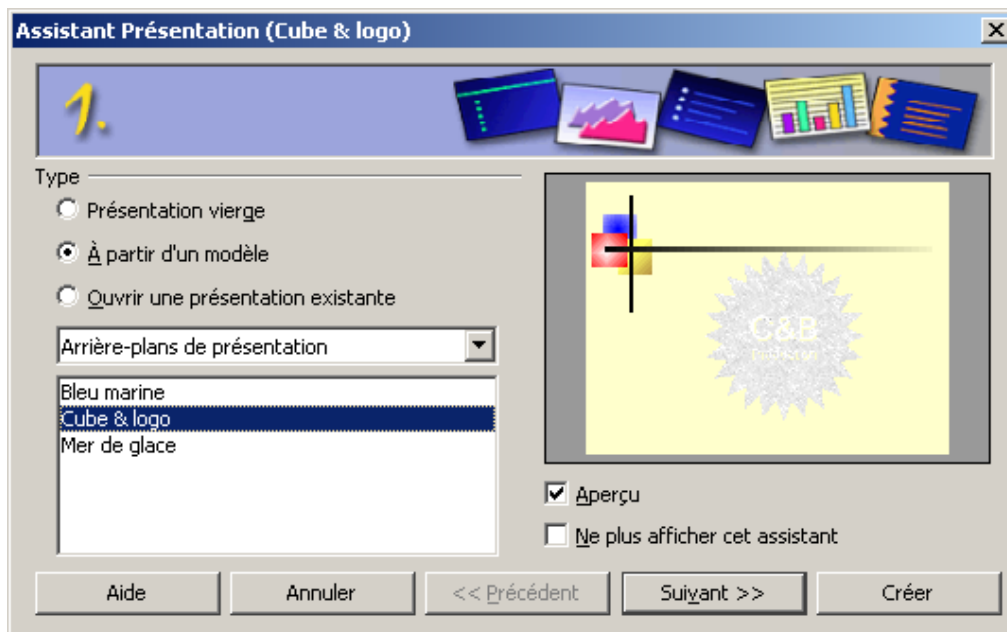 Assistant Présentation (Cube & logo)
1.
Type
Présentation vierge
À partir d'un modèle
Ouvrir une présentation existante
Arrière-plans de présentation
Bleu marine
Cube & logo
Mer de glace
C&B
Aperçu
Ne plus afficher cet assistant
Aide
Annuler
<< Précédent
Suivant >>
Créer